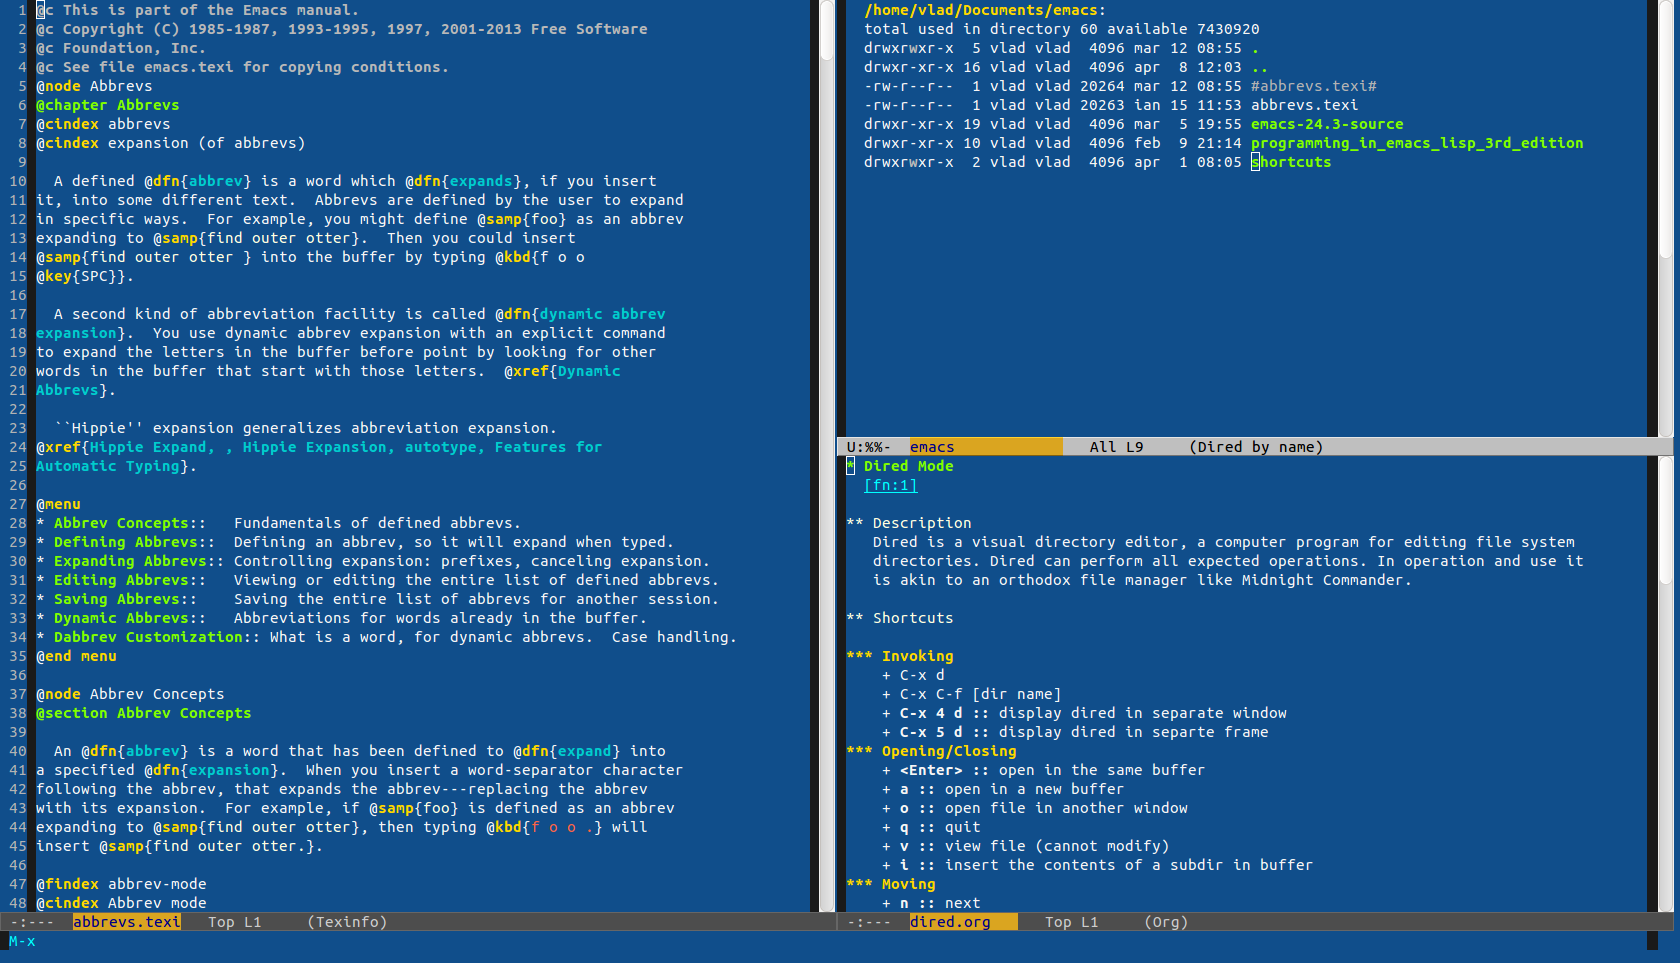 1 @c This is part of the Emacs manual.
2 @c Copyright (C) 1985-1987, 1993-1995, 1997, 2001-2013 Free Software
3 @c Foundation, Inc.
4 @c See file emacs.texi for copying conditions.
5 @node Abbrevs
6 @chapter Abbrevs
7 @cindex abbrevs
8 @cindex expansion (of abbrevs)
9
10   A defined @dfn{abbrev} is a word which @dfn{expands}, if you insert
11 it, into some different text.  Abbrevs are defined by the user to expand
12 in specific ways.  For example, you might define @samp{foo} as an abbrev
13 expanding to @samp{find outer otter}.  Then you could insert
14 @samp{find outer otter } into the buffer by typing @kbd{f o o
15 @key{SPC}}.
16
17   A second kind of abbreviation facility is called @dfn{dynamic abbrev
18 expansion}.  You use dynamic abbrev expansion with an explicit command
19 to expand the letters in the buffer before point by looking for other
20 words in the buffer that start with those letters.  @xref{Dynamic
21 Abbrevs}.
22
23   ``Hippie'' expansion generalizes abbreviation expansion.
24 @xref{Hippie Expand, , Hippie Expansion, autotype, Features for
25 Automatic Typing}.
26
27 @menu
28 * Abbrev Concepts::   Fundamentals of defined abbrevs.
29 * Defining Abbrevs::  Defining an abbrev, so it will expand when typed.
30 * Expanding Abbrevs:: Controlling expansion: prefixes, canceling expansion.
31 * Editing Abbrevs::   Viewing or editing the entire list of defined abbrevs.
32 * Saving Abbrevs::    Saving the entire list of abbrevs for another session.
33 * Dynamic Abbrevs::   Abbreviations for words already in the buffer.
34 * Dabbrev Customization:: What is a word, for dynamic abbrevs.  Case handling.
35 @end menu
36
37 @node Abbrev Concepts
38 @section Abbrev Concepts
39
40   An @dfn{abbrev} is a word that has been defined to @dfn{expand} into
41 a specified @dfn{expansion}.  When you insert a word-separator character
42 following the abbrev, that expands the abbrev---replacing the abbrev
43 with its expansion.  For example, if @samp{foo} is defined as an abbrev
44 expanding to @samp{find outer otter}, then typing @kbd{f o o .} will
45 insert @samp{find outer otter.}.
46
47 @findex abbrev-mode
48 @cindex Abbrev mode
-:---  abbrevs.texi   Top L1     (Texinfo)
/home/vlad/Documents/emacs:
total used in directory 60 available 7430920
drwxrwxr-x  5 vlad vlad  4096 mar 12 08:55 .
drwxr-xr-x 16 vlad vlad  4096 apr  8 12:03 ..
-rw-r--r--  1 vlad vlad 20264 mar 12 08:55 #abbrevs.texi#
-rw-r--r--  1 vlad vlad 20263 ian 15 11:53 abbrevs.texi
drwxr-xr-x 19 vlad vlad  4096 mar  5 19:55 emacs-24.3-source
drwxr-xr-x 10 vlad vlad  4096 feb  9 21:14 programming_in_emacs_lisp_3rd_edition
drwxrwxr-x  2 vlad vlad  4096 apr  1 08:05 shortcuts
U:%%-  emacs   All L9     (Dired by name)
* Dired Mode
[fn:1]
** Description
Dired is a visual directory editor, a computer program for editing file system
directories. Dired can perform all expected operations. In operation and use it
is akin to an orthodox file manager like Midnight Commander.
** Shortcuts
*** Invoking
+ C-x d
+ C-x C-f [dir name]
+ C-x 4 d :: display dired in separate window
+ C-x 5 d :: display dired in separte frame
*** Opening/Closing
+ <Enter> :: open in the same buffer
+ a :: open in a new buffer
+ o :: open file in another window
+ q :: quit
+ v :: view file (cannot modify)
+ i :: insert the contents of a subdir in buffer
*** Moving
+ n :: next
-:---  dired.org   Top L1     (Org)
M-x